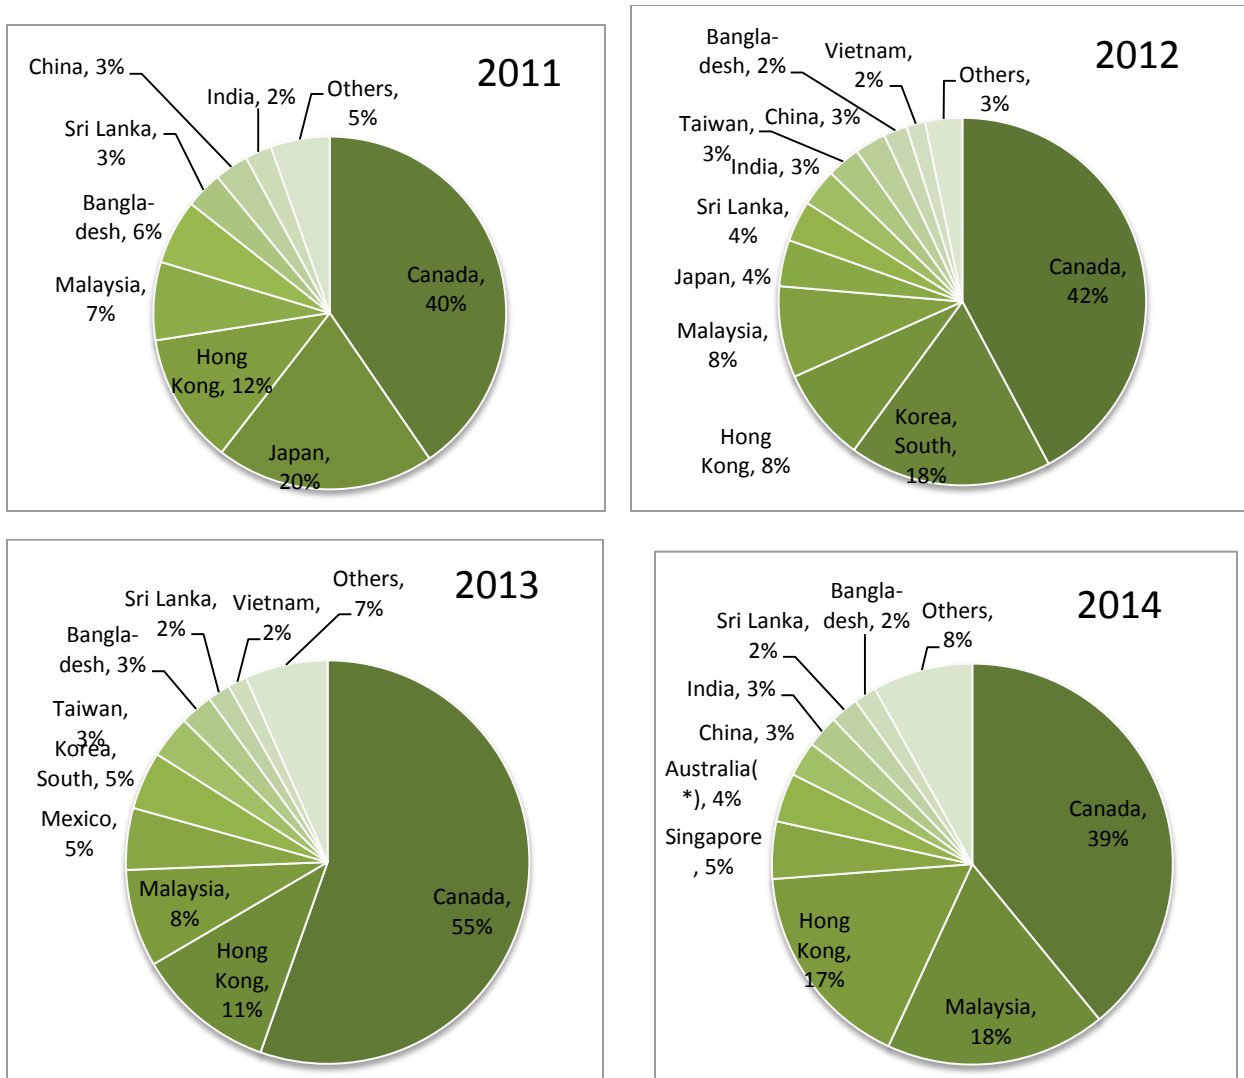 2011
China, 3%
India, 2%
Others,
5%
Sri Lanka,
3%
Bangla-
desh, 6%
Malaysia,
7%
Hong
Kong, 12%
Japan,
20%
Canada,
40%
2012
Bangla-
desh, 2%
Vietnam,
2%
Others,
3%
China, 3%
Taiwan,
3%
India, 3%
Sri Lanka,
4%
Japan, 4%
Malaysia,
8%
Hong
Kong, 8%
Korea,
South,
18%
Canada,
42%
2013
Others,
7%
Sri Lanka,
2%
Vietnam,
2%
Bangla-
desh, 3%
Taiwan,
3%
Korea,
South, 5%
Mexico,
5%
Malaysia,
8%
Hong
Kong,
11%
Canada,
55%
2014
Bangla-
desh, 2%
Others,
8%
Sri Lanka,
2%
India, 3%
China, 3%
Australia(
*), 4%
Singapore
, 5%
Hong
Kong,
17%
Malaysia,
18%
Canada,
39%